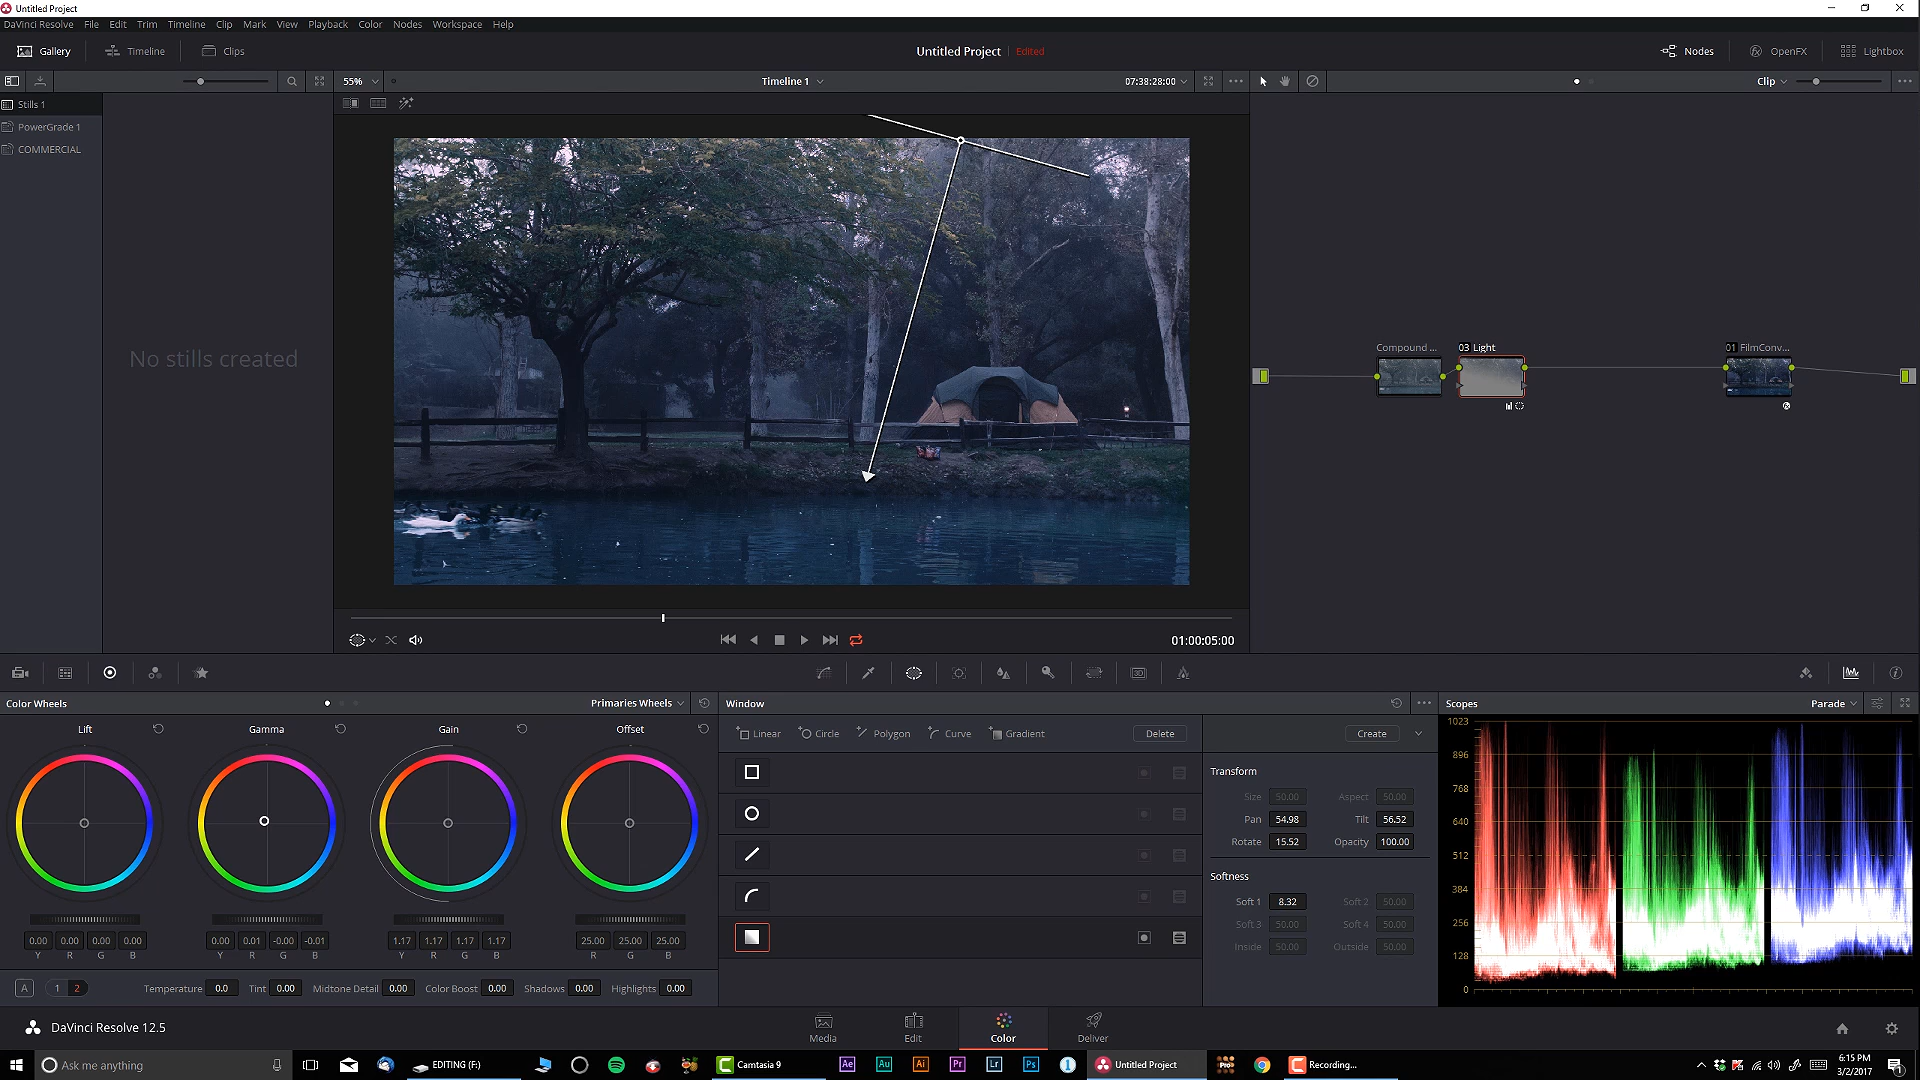 Untitled Project
DaVinci Resolve File Edit Trim Timeline Clip Mark View Playback Color Nodes Workspace Help
Gallery Timeline Clips Untitled Project Edited Nodes OpenFX Lightbox
55% Timeline 1 07:38:28:00 Clip
Stills 1
PowerGrade 1
COMMERCIAL
No stills created
Compound ... 03 Light 01 FilmConv...
01:00:05:00
Color Wheels Primaries Wheels Window Scopes Parade
Lift Gamma Gain Offset
Linear Circle Polygon Curve Gradient Delete Create
Transform
Size 50.00 Aspect 50.00
Pan 54.98 Tilt 56.52
Rotate 15.52 Opacity 100.00
Softness
Soft 1 8.32 Soft 2 50.00
Soft 3 50.00 Soft 4 50.00
Inside 50.00 Outside 50.00
1023
896
768
640
512
384
256
128
0
0.00 0.00 0.00 0.00 0.00 0.01 -0.00 -0.01 1.17 1.17 1.17 1.17 25.00 25.00 25.00
Y R G B Y R G B Y R G B R G B
A 1 2 Temperature 0.0 Tint 0.00 Midtone Detail 0.00 Color Boost 0.00 Shadows 0.00 Highlights 0.00
DaVinci Resolve 12.5 Media Edit Color Deliver
Ask me anything EDITING (F:) Camtasia 9 Ae Au Ai Pr Lr Ps Untitled Project Recording... 6:15 PM
3/2/2017